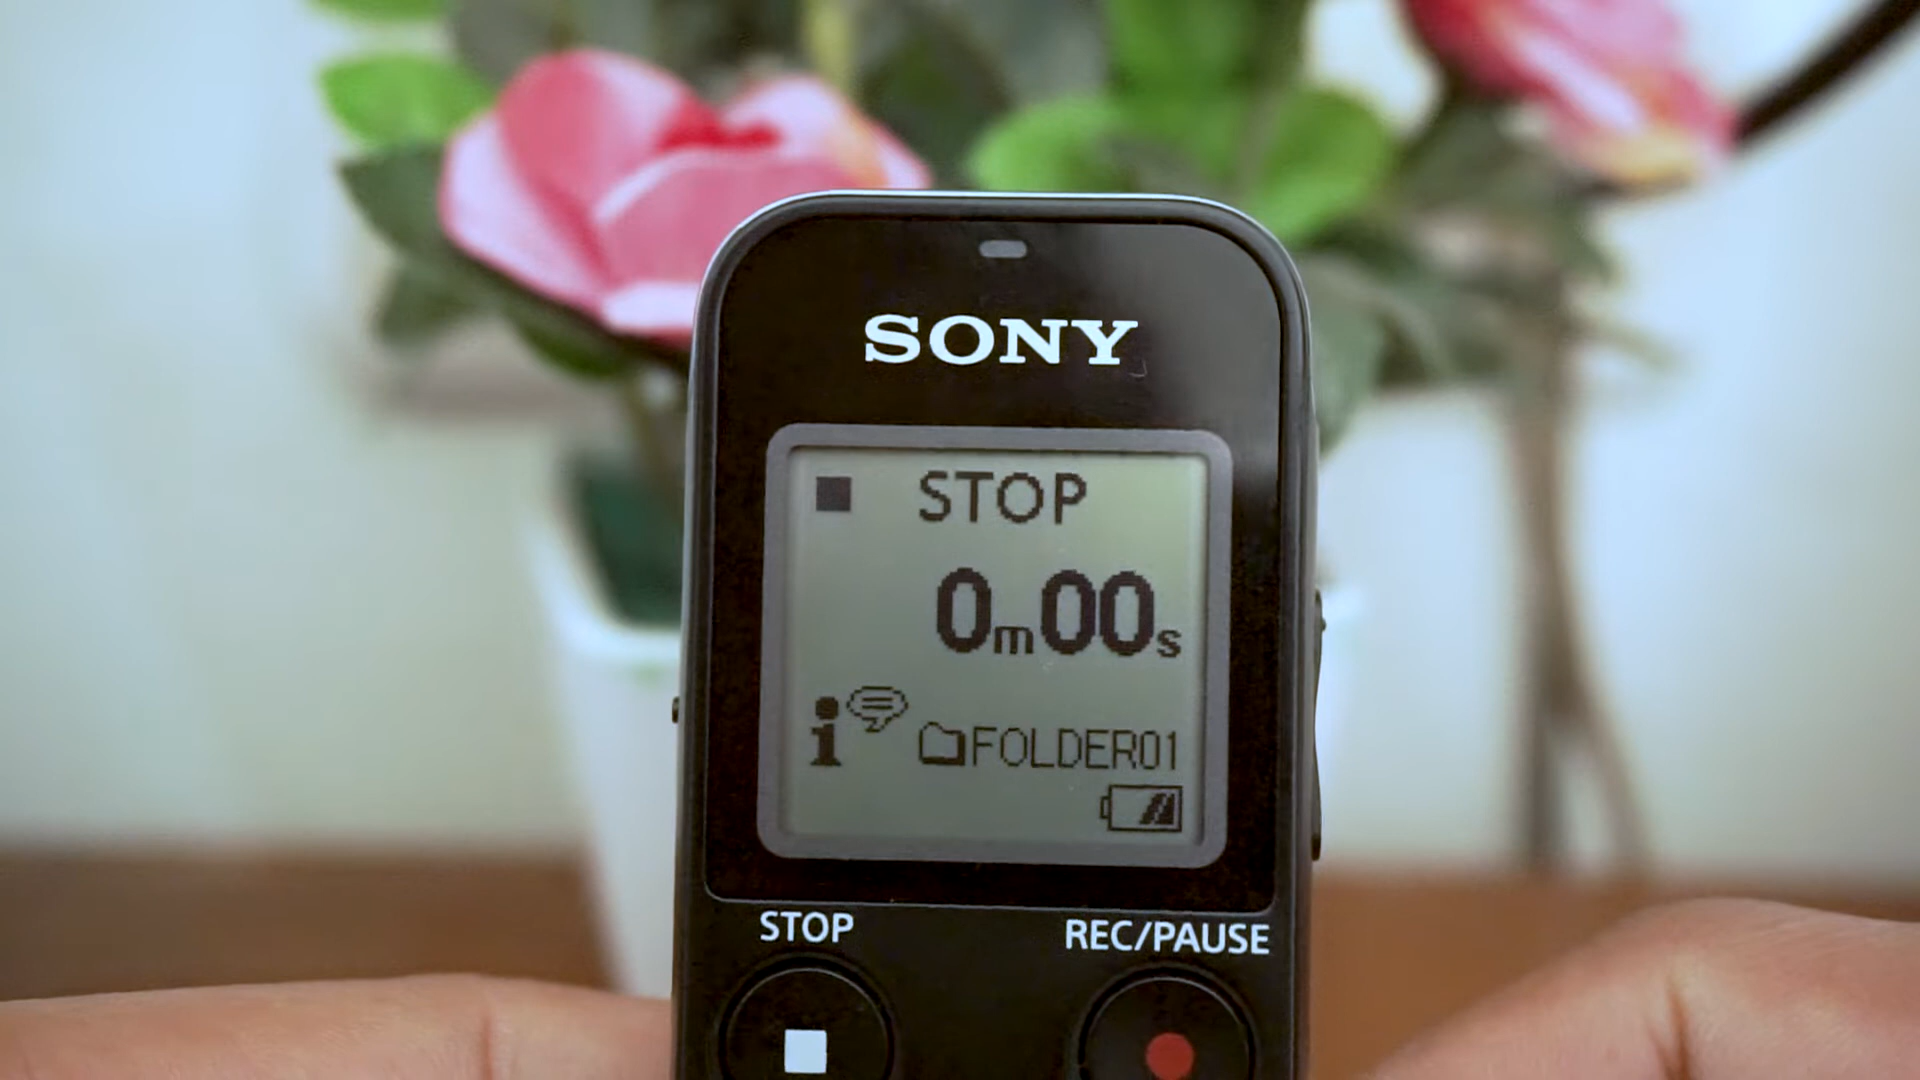 SONY
STOP
0m00s
i
FOLDER01
STOP
REC/PAUSE